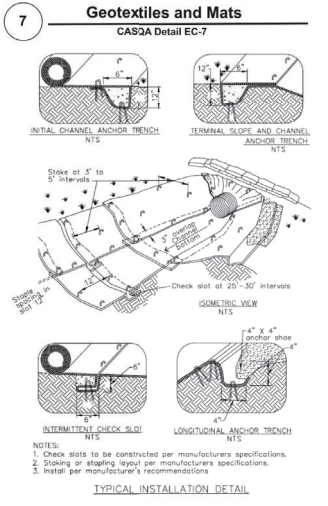 7
Geotextiles and Mats
CASQA Detail EC-7
6"
12"
INITIAL CHANNEL ANCHOR TRENCH
NTS
12"
6"
TERMINAL SLOPE AND CHANNEL
ANCHOR TRENCH
NTS
Stake at 3' to
5' intervals
3' overlap
Channel
bottom
12"
Check slot at 25'-30' intervals
Staple
spacing in
slot 12"
ISOMETRIC VIEW
NTS
6"
6"
INTERMITTENT CHECK SLOT
NTS
4" X 4"
anchor shoe
4"
4"
LONGITUDINAL ANCHOR TRENCH
NTS
NOTES:
1. Check slots to be constructed per manufacturers specifications.
2. Staking or stapling layout per manufacturers specifications.
3. Install per manufacturer's recommendations
TYPICAL INSTALLATION DETAIL